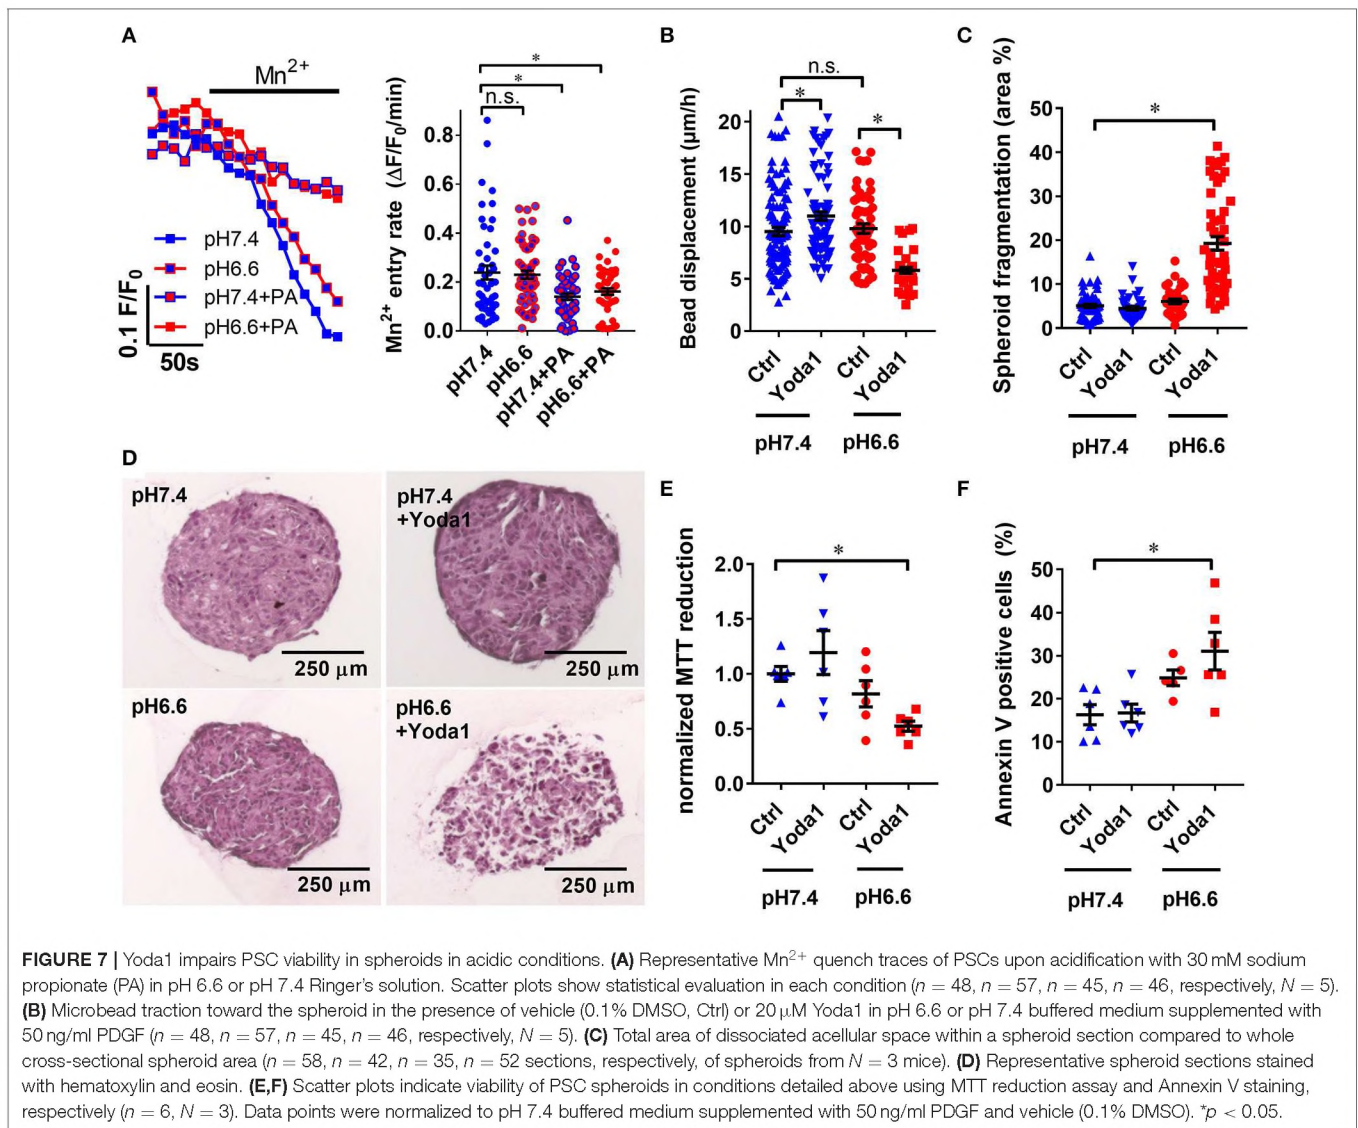 A
Mn2+
pH7.4
pH6.6
pH7.4+PA
pH6.6+PA
0.1 F/F0
50s
Mn2+ entry rate (ΔF/F0/min)
0.8
0.6
0.4
0.2
0.0
n.s.
*
*
pH7.4
pH6.6
pH7.4+PA
pH6.6+PA
B
Bead displacement (μm/h)
20
15
10
5
0
n.s.
*
*
Ctrl
Yoda1
Ctrl
Yoda1
pH7.4
pH6.6
C
Spheroid fragmentation (area %)
50
40
30
20
10
0
*
Ctrl
Yoda1
Ctrl
Yoda1
pH7.4
pH6.6
D
pH7.4
250 μm
pH7.4
+Yoda1
250 μm
pH6.6
250 μm
pH6.6
+Yoda1
250 μm
E
normalized MTT reduction
2.0
1.5
1.0
0.5
0.0
*
Ctrl
Yoda1
Ctrl
Yoda1
pH7.4
pH6.6
F
Annexin V positive cells (%)
50
40
30
20
10
0
*
Ctrl
Yoda1
Ctrl
Yoda1
pH7.4
pH6.6
FIGURE 7 | Yoda1 impairs PSC viability in spheroids in acidic conditions. (A) Representative Mn2+ quench traces of PSCs upon acidification with 30 mM sodium
propionate (PA) in pH 6.6 or pH 7.4 Ringer's solution. Scatter plots show statistical evaluation in each condition (n = 48, n = 57, n = 45, n = 46, respectively, N = 5).
(B) Microbead traction toward the spheroid in the presence of vehicle (0.1% DMSO, Ctrl) or 20 μM Yoda1 in pH 6.6 or pH 7.4 buffered medium supplemented with
50 ng/ml PDGF (n = 48, n = 57, n = 45, n = 46, respectively, N = 5). (C) Total area of dissociated acellular space within a spheroid section compared to whole
cross-sectional spheroid area (n = 58, n = 42, n = 35, n = 52 sections, respectively, of spheroids from N = 3 mice). (D) Representative spheroid sections stained
with hematoxylin and eosin. (E,F) Scatter plots indicate viability of PSC spheroids in conditions detailed above using MTT reduction assay and Annexin V staining,
respectively (n = 6, N = 3). Data points were normalized to pH 7.4 buffered medium supplemented with 50 ng/ml PDGF and vehicle (0.1% DMSO). *p < 0.05.